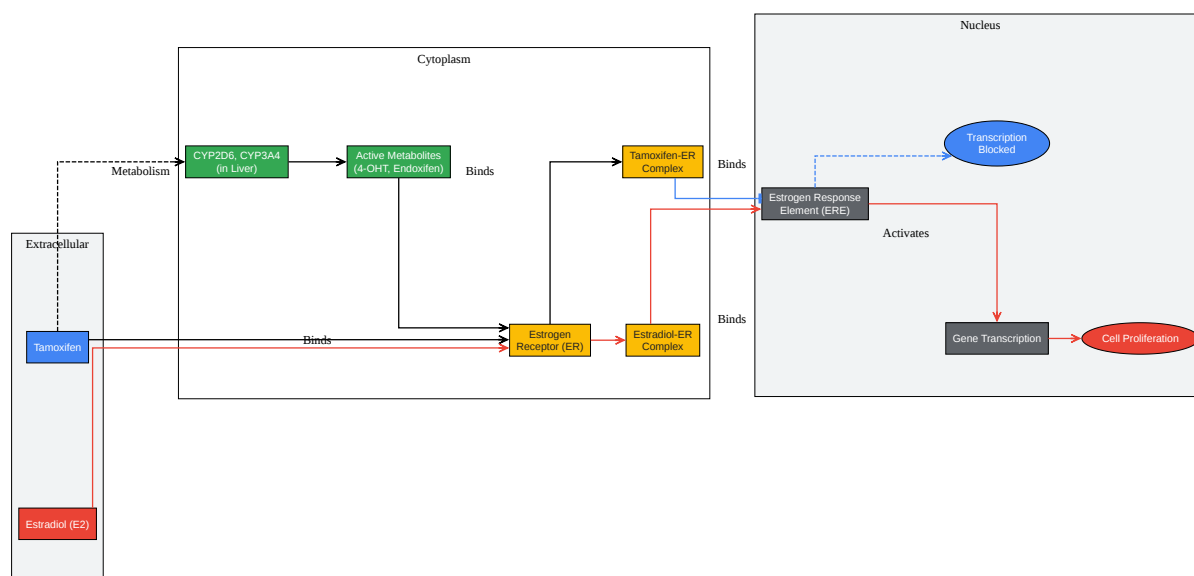 Nucleus
Cytoplasm
Transcription
Blocked
CYP2D6, CYP3A4
(in Liver)
Active Metabolites
(4-OHT, Endoxifen)
Tamoxifen-ER
Complex
Metabolism
Binds
Binds
Estrogen Response
Element (ERE)
Activates
Extracellular
Binds
Tamoxifen
Binds
Estrogen
Receptor (ER)
Estradiol-ER
Complex
Gene Transcription
Cell Proliferation
Estradiol (E2)